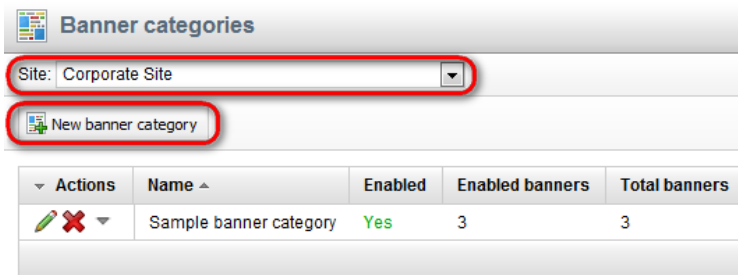 Banner categories
Site: Corporate Site
New banner category
Actions Name Enabled Enabled banners Total banners
Sample banner category Yes 3 3